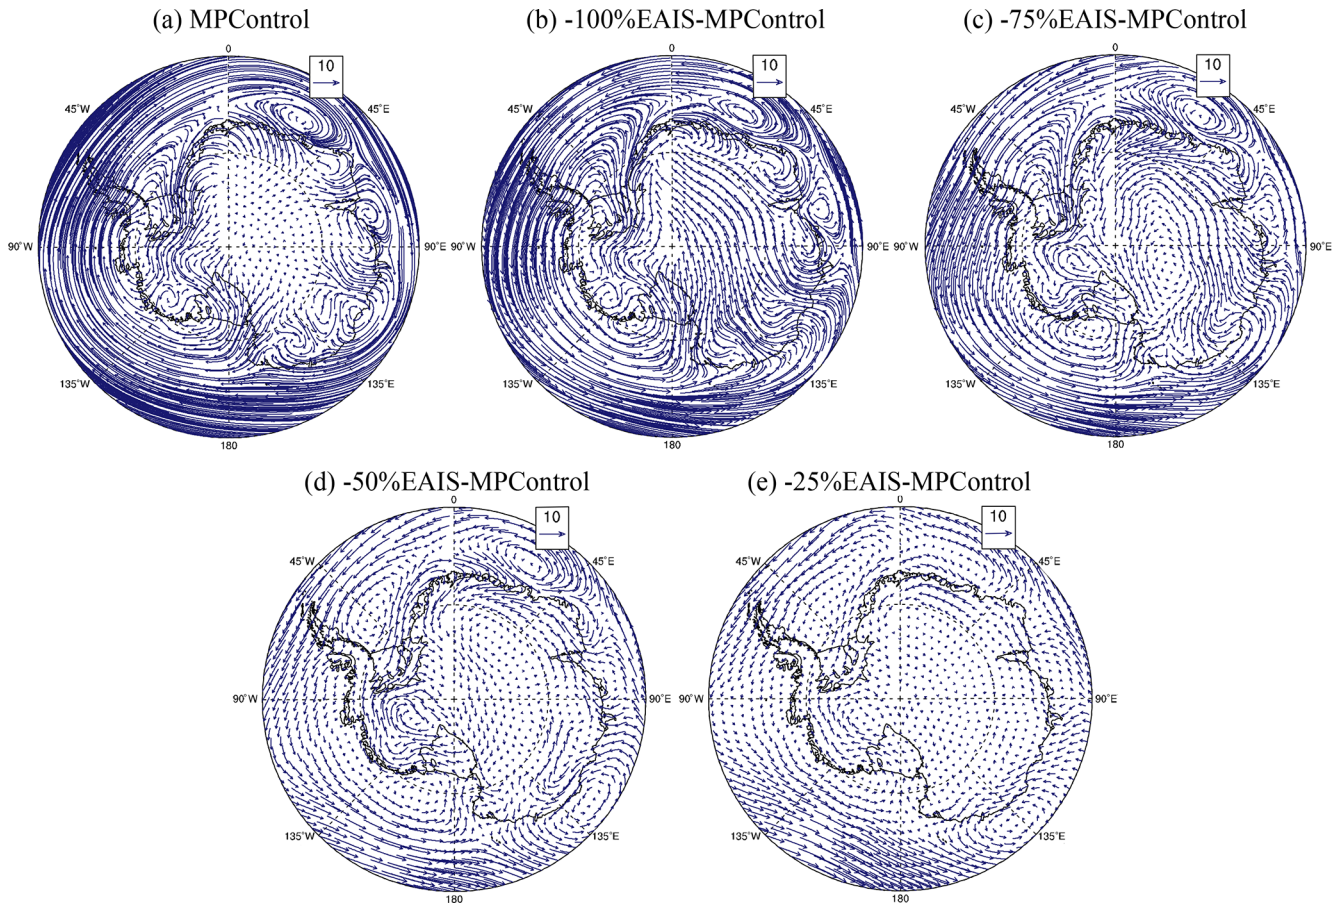 (a) MPControl
(b) -100%EAIS-MPControl
(c) -75%EAIS-MPControl
0
0
0
10
10
10
45°W
45°E
45°W
45°E
45°W
45°E
90°W
90°E
90°W
90°E
90°W
90°E
135°W
135°E
135°W
135°E
135°W
135°E
180
180
180
(d) -50%EAIS-MPControl
(e) -25%EAIS-MPControl
0
0
10
10
45°W
45°E
45°W
45°E
90°W
90°E
90°W
90°E
135°W
135°E
135°W
135°E
180
180